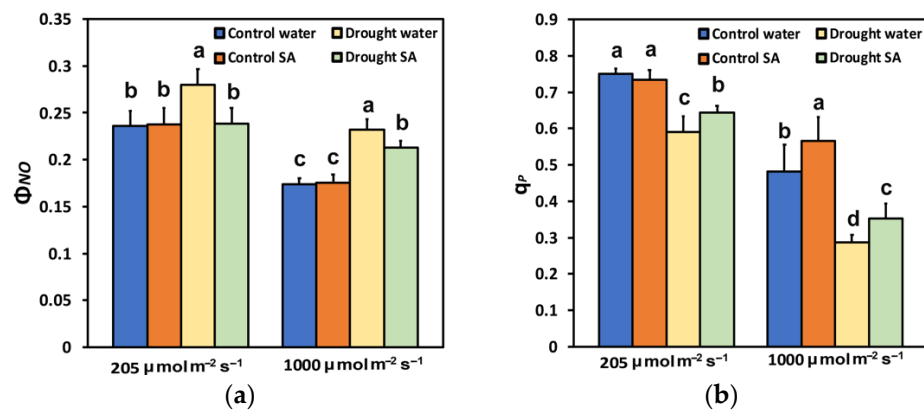 (a)
0.35
0.3
0.25
0.2
0.15
0.1
0.05
0
ΦNO
Control water
Drought water
Control SA
Drought SA
b
b
a
b
c
c
a
b
205 µmol m⁻² s⁻¹
1000 µmol m⁻² s⁻¹
(a)
0.9
0.8
0.7
0.6
0.5
0.4
0.3
0.2
0.1
0
qP
Control water
Drought water
Control SA
Drought SA
a
a
c
b
b
a
d
c
205 µmol m⁻² s⁻¹
1000 µmol m⁻² s⁻¹
(b)